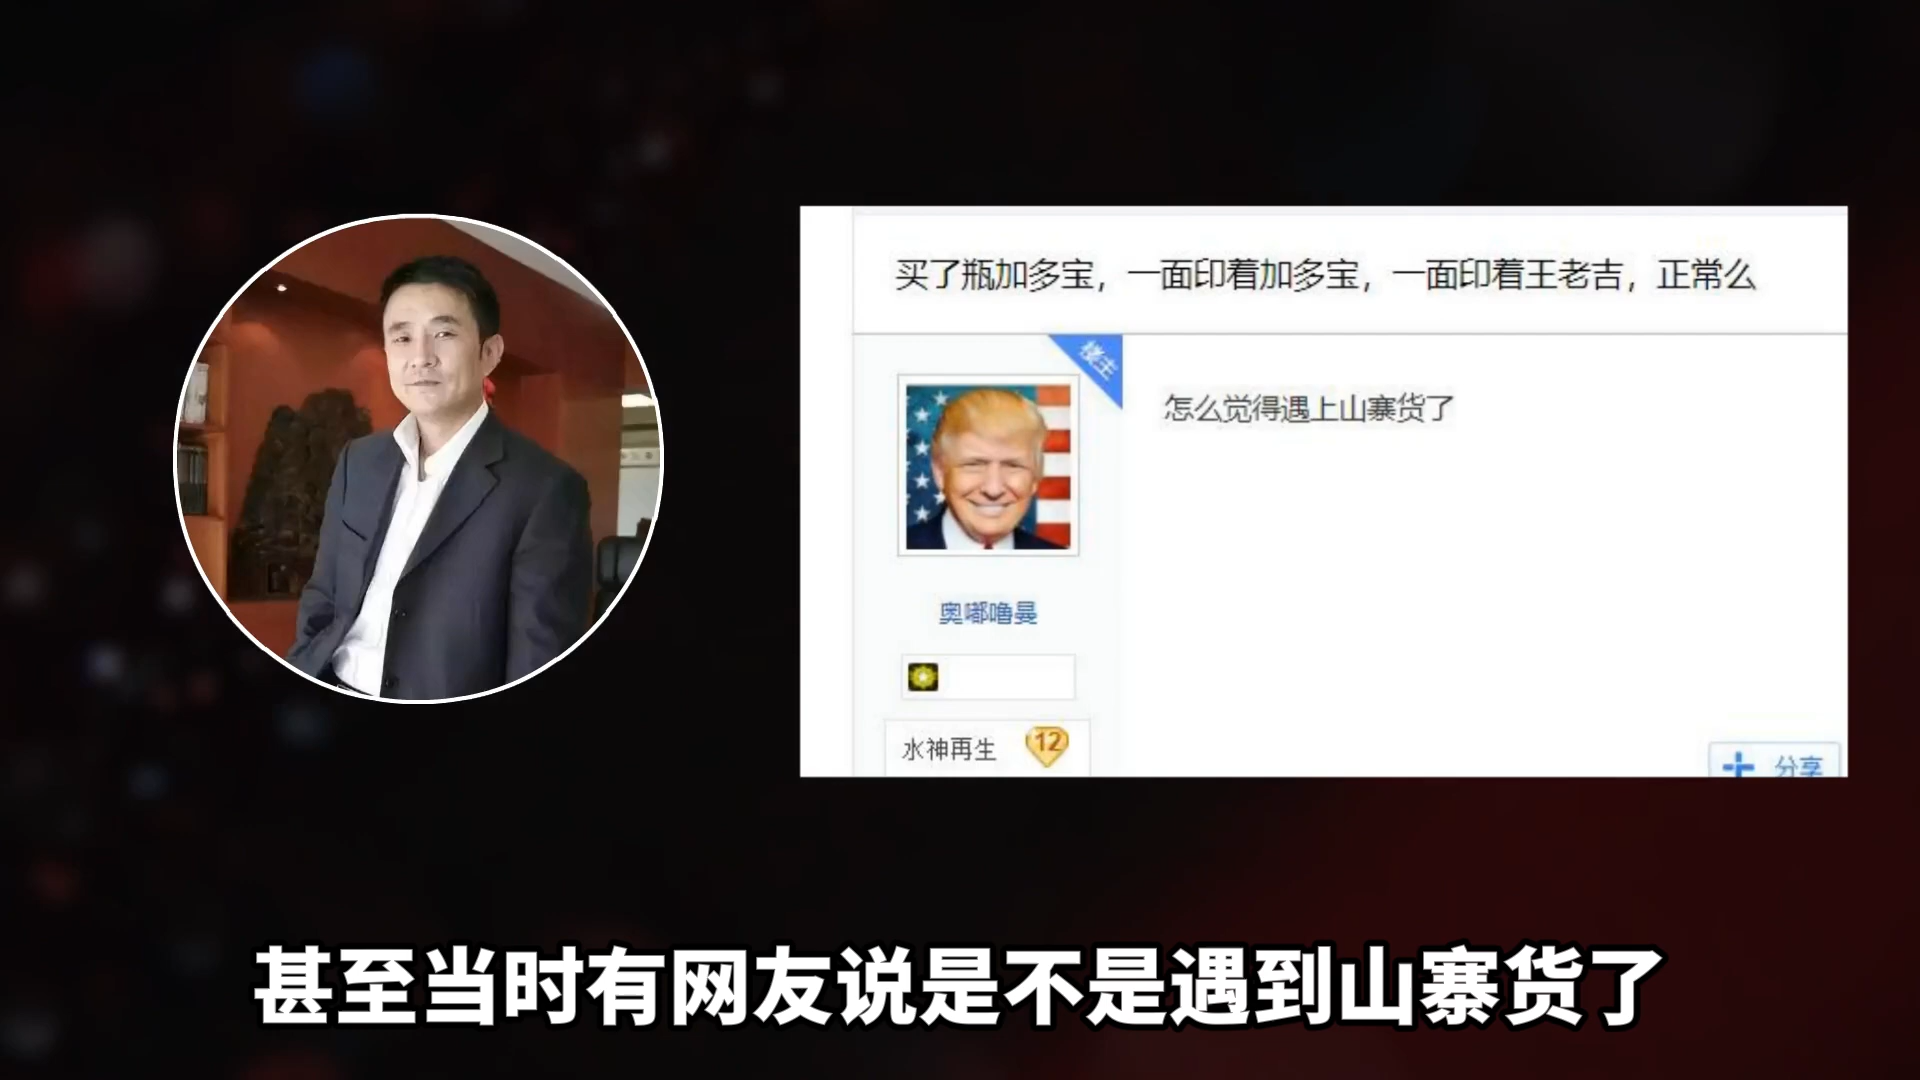 买了瓶加多宝，一面印着加多宝，一面印着王老吉，正常么
楼主
怎么觉得遇上山寨货了
奥嘟噜曼
水神再生 12
分享
甚至当时有网友说是不是遇到山寨货了